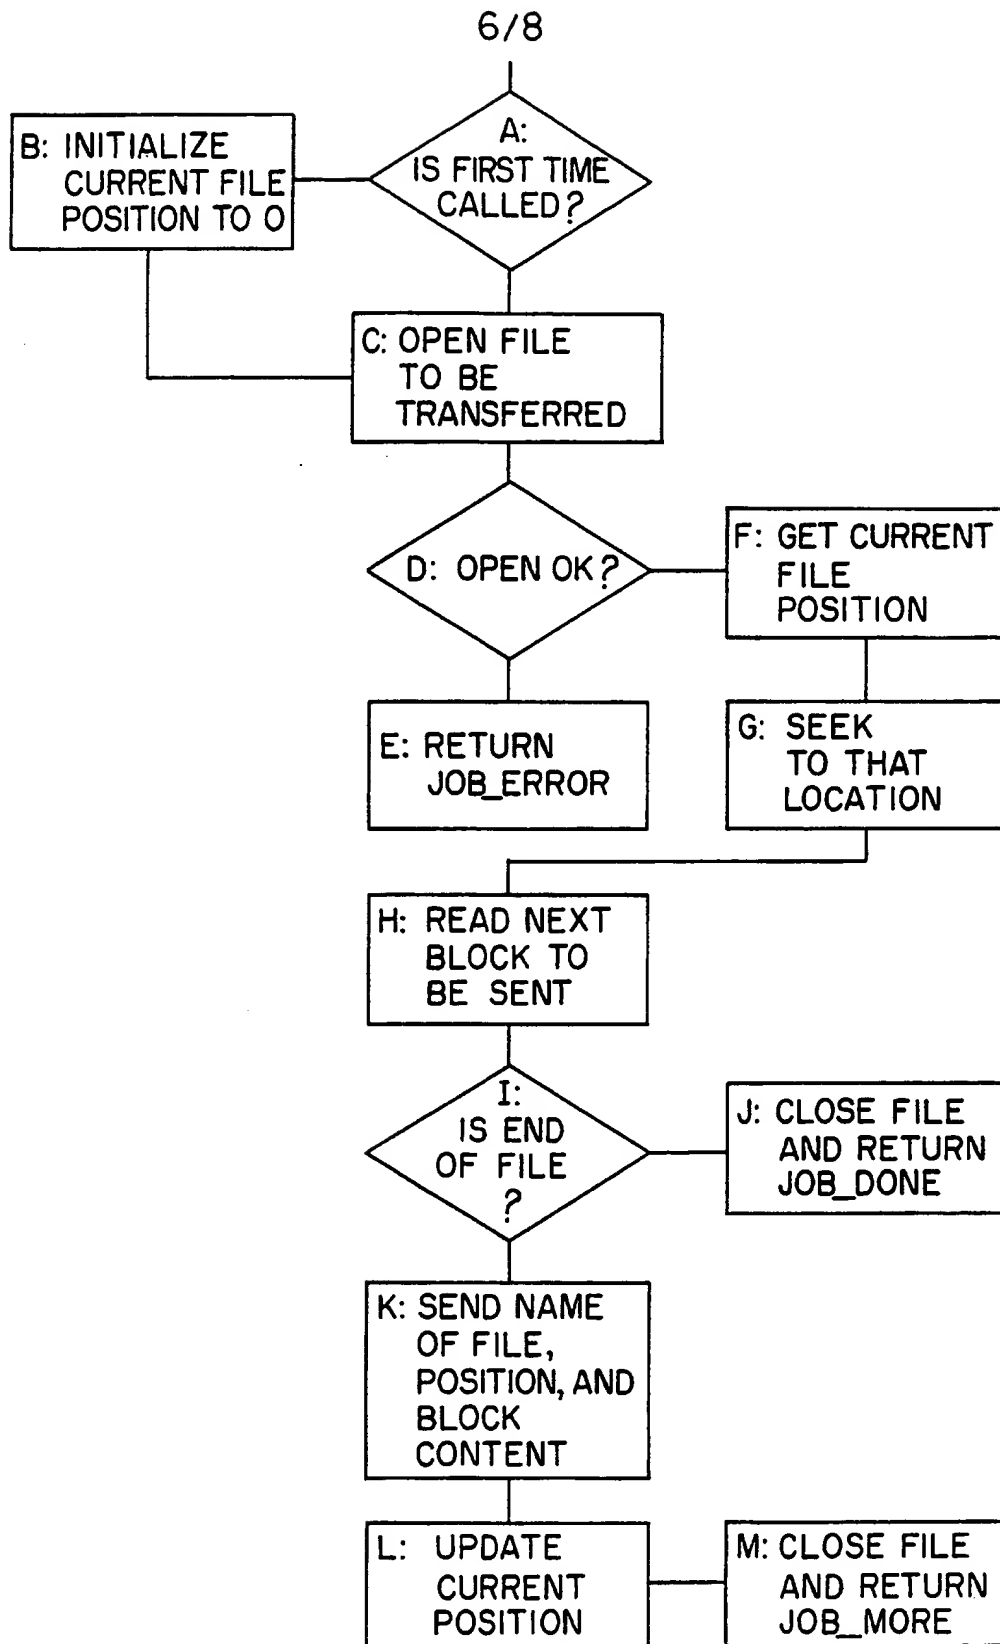 6/8
A:
IS FIRST TIME
CALLED?
B: INITIALIZE
CURRENT FILE
POSITION TO 0
C: OPEN FILE
TO BE
TRANSFERRED
D: OPEN OK?
F: GET CURRENT
FILE
POSITION
E: RETURN
JOB_ERROR
G: SEEK
TO THAT
LOCATION
H: READ NEXT
BLOCK TO
BE SENT
I:
IS END
OF FILE
?
J: CLOSE FILE
AND RETURN
JOB_DONE
K: SEND NAME
OF FILE,
POSITION, AND
BLOCK
CONTENT
L: UPDATE
CURRENT
POSITION
M: CLOSE FILE
AND RETURN
JOB_MORE